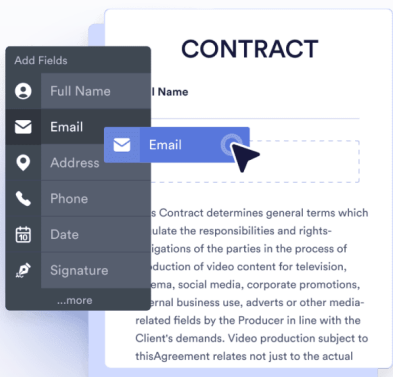 CONTRACT
Add Fields
Full Name
l Name
Email
Email
Address
Phone
10
Date
Signature
...more
s Contract determines general terms which
ulate the responsibilities and rights-
igations of the parties in the process of
duction of video content for television,
ema, social media, corporate promotions,
ernal business use, adverts or other media-
related fields by the Producer in line with the
Client's demands. Video production subject to
thisAgreement relates not just to the actual